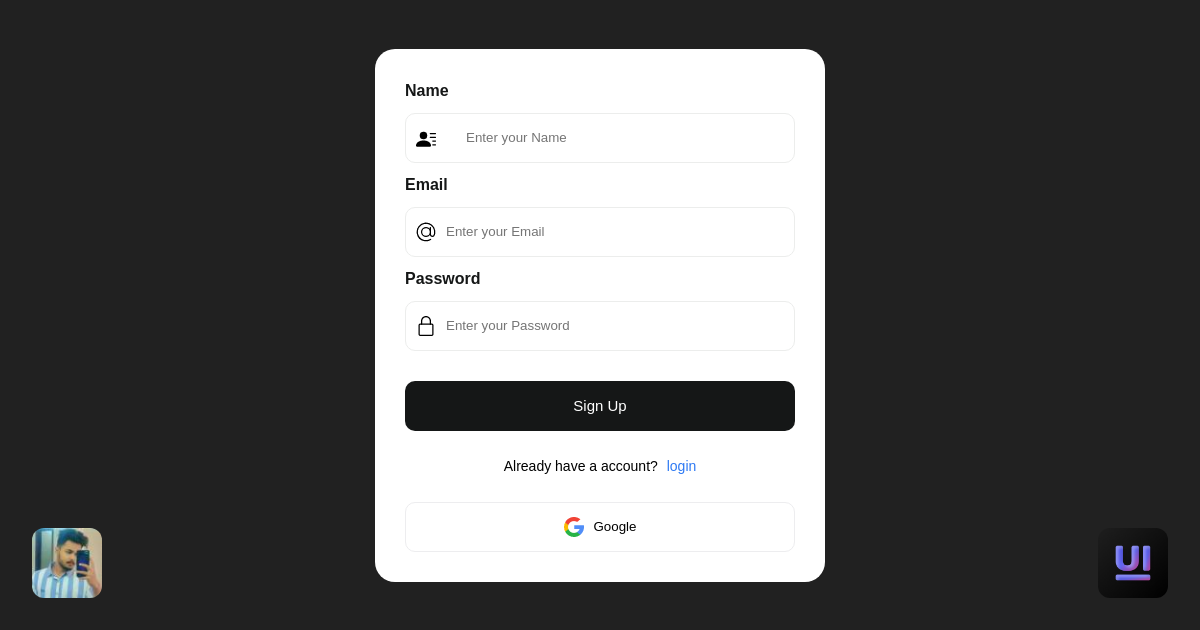 Name
Enter your Name
Email
Enter your Email
Password
Enter your Password
Sign Up
Already have a account? login
Google
UI